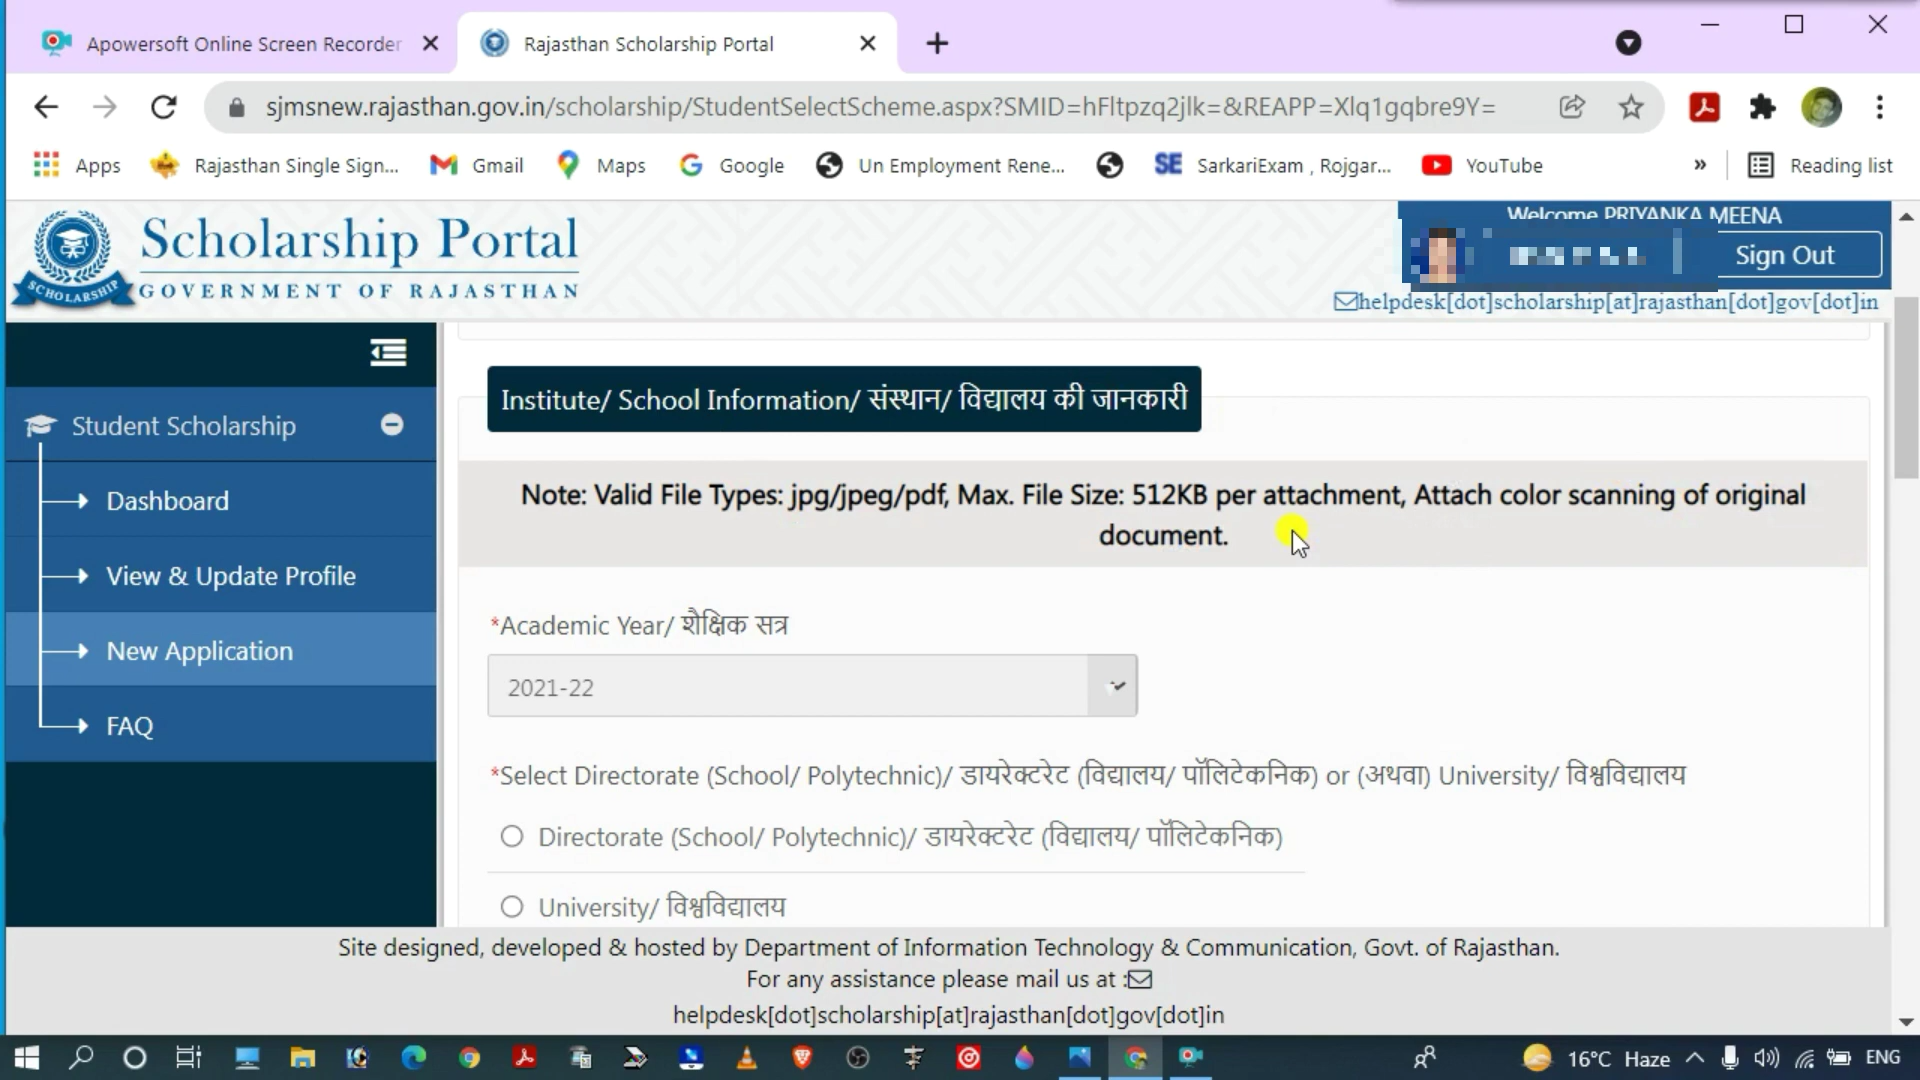 Apowersoft Online Screen Recorder
Rajasthan Scholarship Portal
sjmsnew.rajasthan.gov.in/scholarship/StudentSelectScheme.aspx?SMID=hFltpzq2jlk=&REAPP=Xlq1gqbre9Y=
Apps Rajasthan Single Sign... Gmail Maps Google Un Employment Rene... SE SarkariExam , Rojgar... YouTube » Reading list
Scholarship Portal
GOVERNMENT OF RAJASTHAN
SCHOLARSHIP
Welcome PRIYANKA MEENA
Sign Out
helpdesk[dot]scholarship[at]rajasthan[dot]gov[dot]in
Student Scholarship
Dashboard
View & Update Profile
New Application
FAQ
Institute/ School Information/ संस्थान/ विद्यालय की जानकारी
Note: Valid File Types: jpg/jpeg/pdf, Max. File Size: 512KB per attachment, Attach color scanning of original
document.
*Academic Year/ शैक्षिक सत्र
2021-22
*Select Directorate (School/ Polytechnic)/ डायरेक्टरेट (विद्यालय/ पॉलिटेकनिक) or (अथवा) University/ विश्वविद्यालय
Directorate (School/ Polytechnic)/ डायरेक्टरेट (विद्यालय/ पॉलिटेकनिक)
University/ विश्वविद्यालय
Site designed, developed & hosted by Department of Information Technology & Communication, Govt. of Rajasthan.
For any assistance please mail us at :
helpdesk[dot]scholarship[at]rajasthan[dot]gov[dot]in
16°C Haze ENG